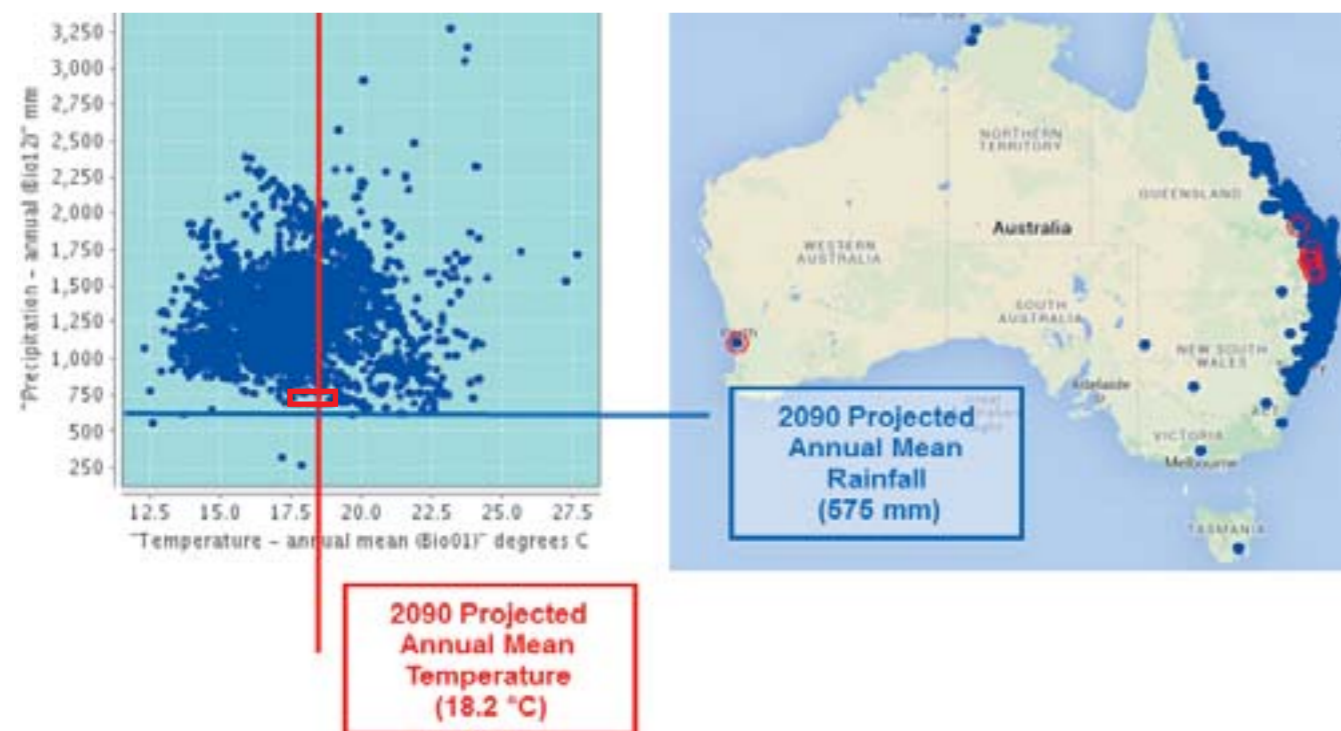 3,250
3,000
2,750
2,500
2,250
2,000
1,750
1,500
1,250
1,000
750
500
250
"Precipitation – annual (Bio12)" mm
12.5 15.0 17.5 20.0 22.5 25.0 27.5
"Temperature – annual mean (Bio01)" degrees C
NORTHERN
TERRITORY
QUEENSLAND
Australia
WESTERN
AUSTRALIA
SOUTH
AUSTRALIA
NEW SOUTH
WALES
Adelaide
VICTORIA
Melbourne
TASMANIA
2090 Projected
Annual Mean
Rainfall
(575 mm)
2090 Projected
Annual Mean
Temperature
(18.2 °C)